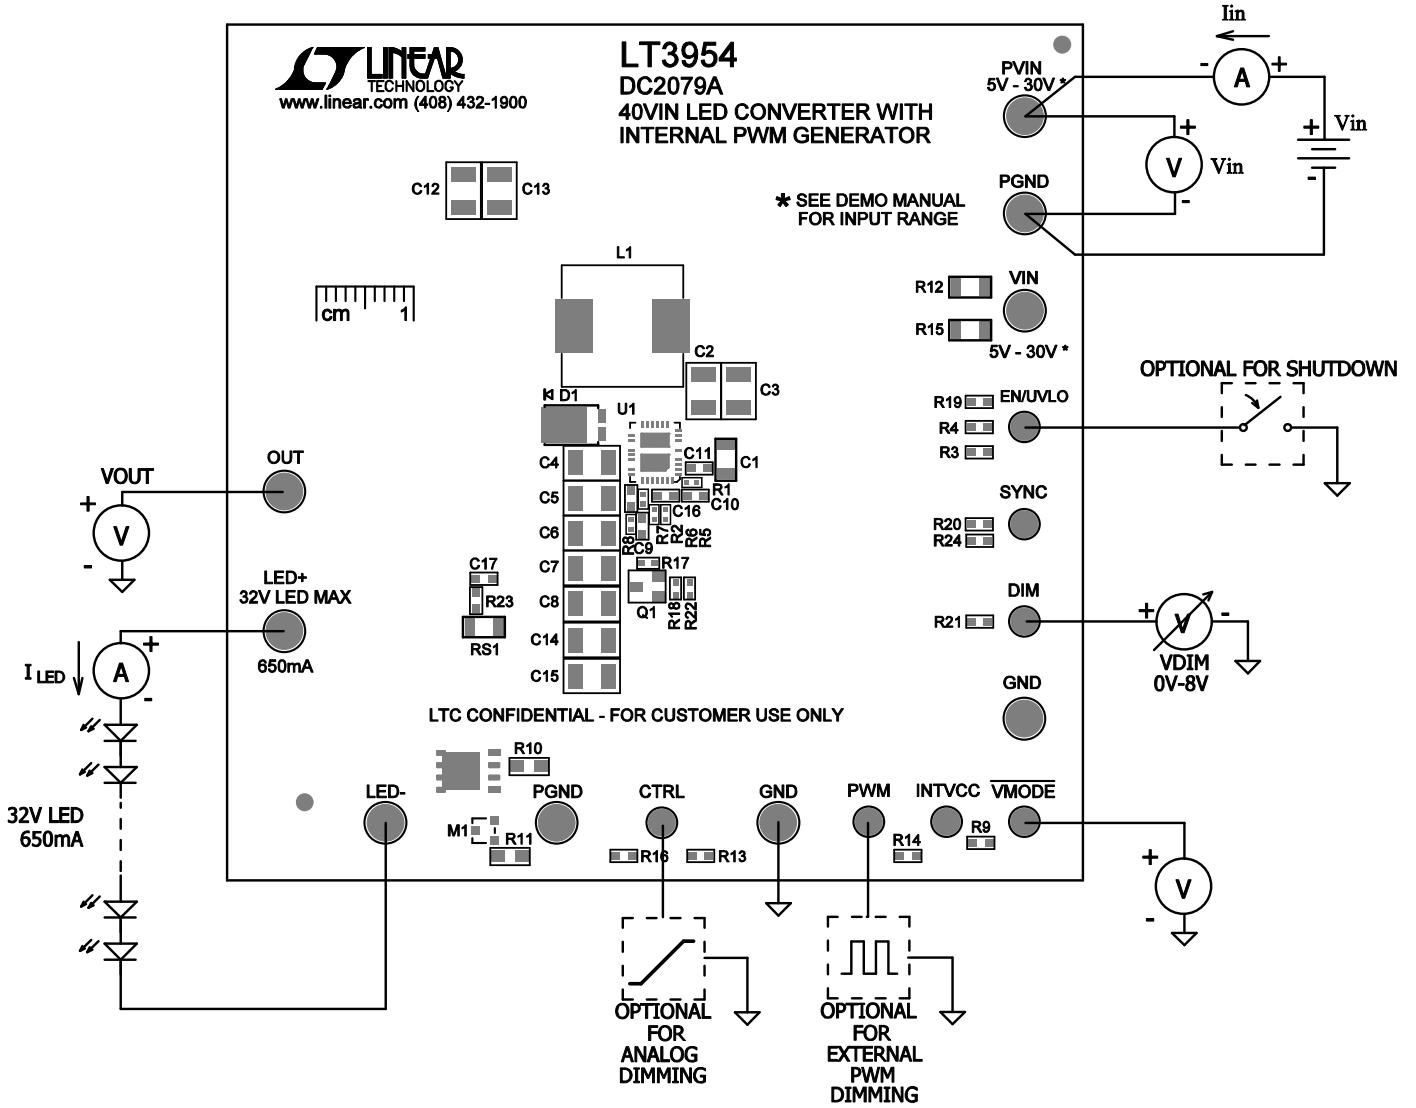 LINEAR
TECHNOLOGY
www.linear.com (408) 432-1900
LT3954
DC2079A
40VIN LED CONVERTER WITH
INTERNAL PWM GENERATOR
Iin
PVIN
5V - 30V *
- A +
+ V -
Vin
+ -
Vin
PGND
* SEE DEMO MANUAL
FOR INPUT RANGE
C12
C13
L1
cm 1
R12
VIN
R15
5V - 30V *
C2
C3
OPTIONAL FOR SHUTDOWN
D1
U1
R19
EN/UVLO
R4
R3
C4
C11
C1
R1
C10
C5
C16
C6
R8
C9
R7
R2
R6
R5
VOUT
OUT
+ V -
SYNC
R20
R24
C7
R17
C17
R23
RS1
C8
Q1
R18
R22
C14
C15
LED+
32V LED MAX
650mA
DIM
R21
+ V -
VDIM
0V-8V
I LED
+ A -
GND
LTC CONFIDENTIAL - FOR CUSTOMER USE ONLY
R10
LED-
PGND
CTRL
GND
PWM
INTVCC
VMODE
M1
R11
R16
R13
R14
R9
32V LED
650mA
+ V -
OPTIONAL
FOR
ANALOG
DIMMING
OPTIONAL
FOR
EXTERNAL
PWM
DIMMING